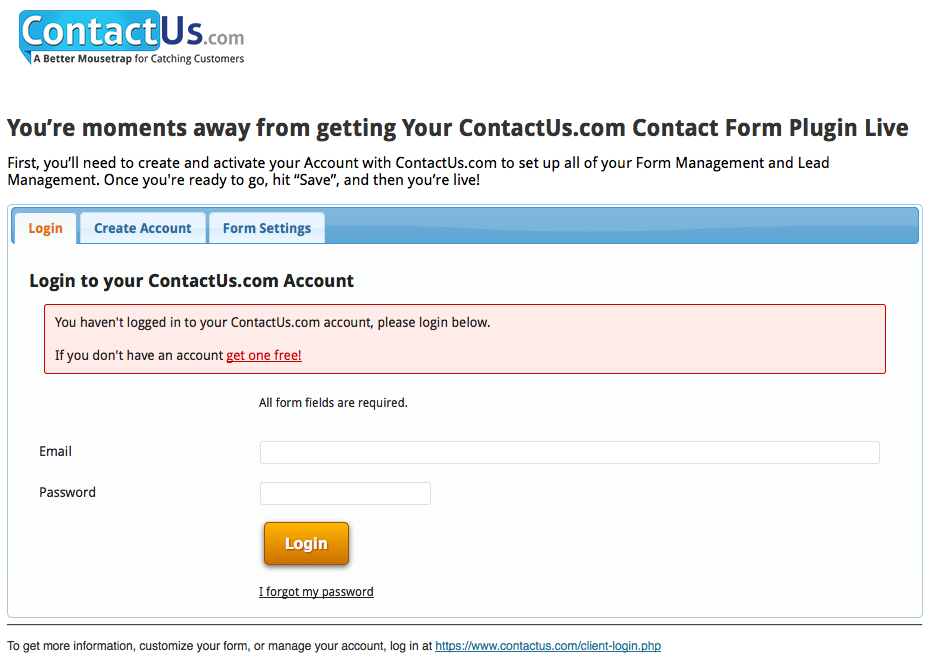 ContactUs.com
A Better Mousetrap for Catching Customers
You’re moments away from getting Your ContactUs.com Contact Form Plugin Live
First, you’ll need to create and activate your Account with ContactUs.com to set up all of your Form Management and Lead
Management. Once you're ready to go, hit “Save”, and then you’re live!
Login Create Account Form Settings
Login to your ContactUs.com Account
You haven't logged in to your ContactUs.com account, please login below.
If you don't have an account get one free!
All form fields are required.
Email
Password
Login
I forgot my password
To get more information, customize your form, or manage your account, log in at https://www.contactus.com/client-login.php